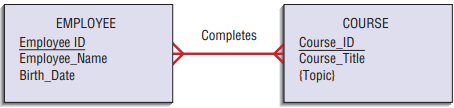 EMPLOYEE
Employee ID
Employee_Name
Birth_Date
Completes
COURSE
Course_ID
Course_Title
{Topic}